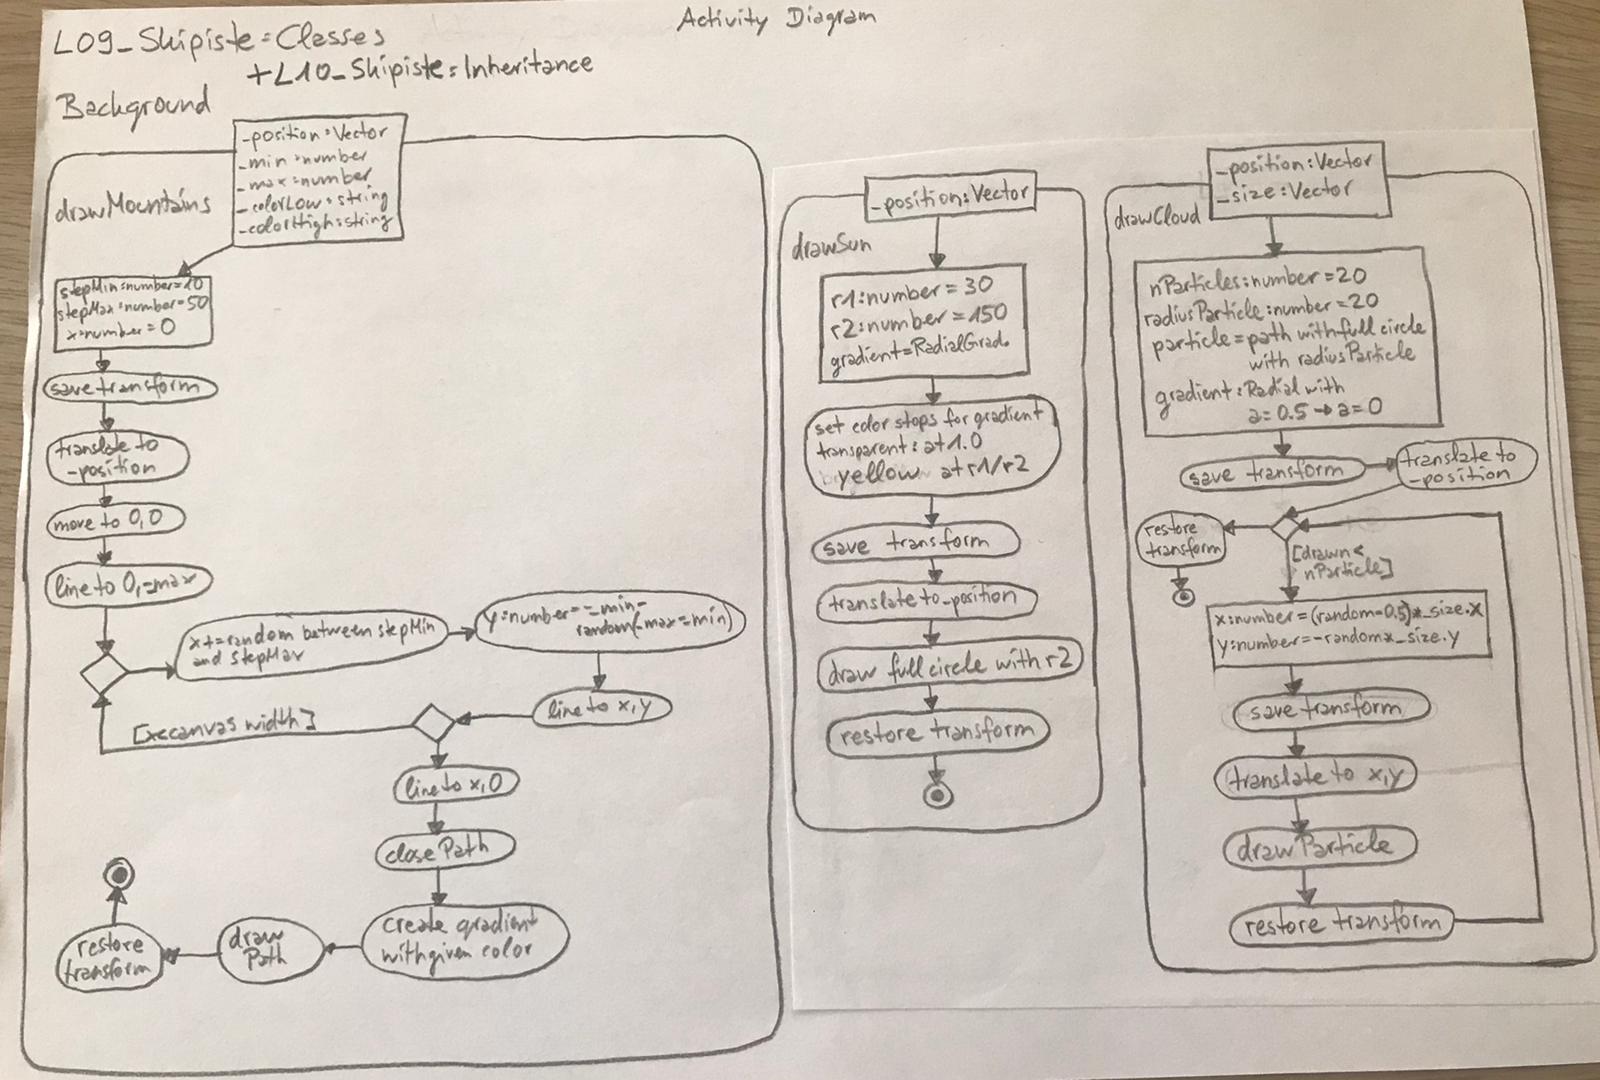 Activity Diagram
L09_Skipiste: Classes
+L10_Skipiste: Inheritance
Background
drawMountains
_position: Vector
_min: number
_max: number
_colorLow: string
_colorHigh: string
stepMin: number=10
stepMax: number=50
x: number=0
save transform
translate to
_position
move to 0,0
line to 0,_max
x+=random between stepMin
and stepMax
y: number=-_min-
random(_max-_min)
line to x,y
[x<canvas width]
line to x,0
closePath
create gradient
with given color
draw
Path
restore
transform
drawSun
_position: Vector
r1: number=30
r2: number=150
gradient=RadialGrad.
set color stops for gradient
transparent: at 1.0
yellow at r1/r2
save transform
translate to _position
draw full circle with r2
restore transform
drawCloud
_position: Vector
_size: Vector
nParticles: number=20
radiusParticle: number=20
particle=path with full circle
with radiusParticle
gradient: Radial with
a=0.5→a=0
save transform
translate to
_position
restore
transform
[drawn<
nParticle]
x: number=(random-0.5)*_size.x
y: number=-random*_size.y
save transform
translate to x,y
drawParticle
restore transform